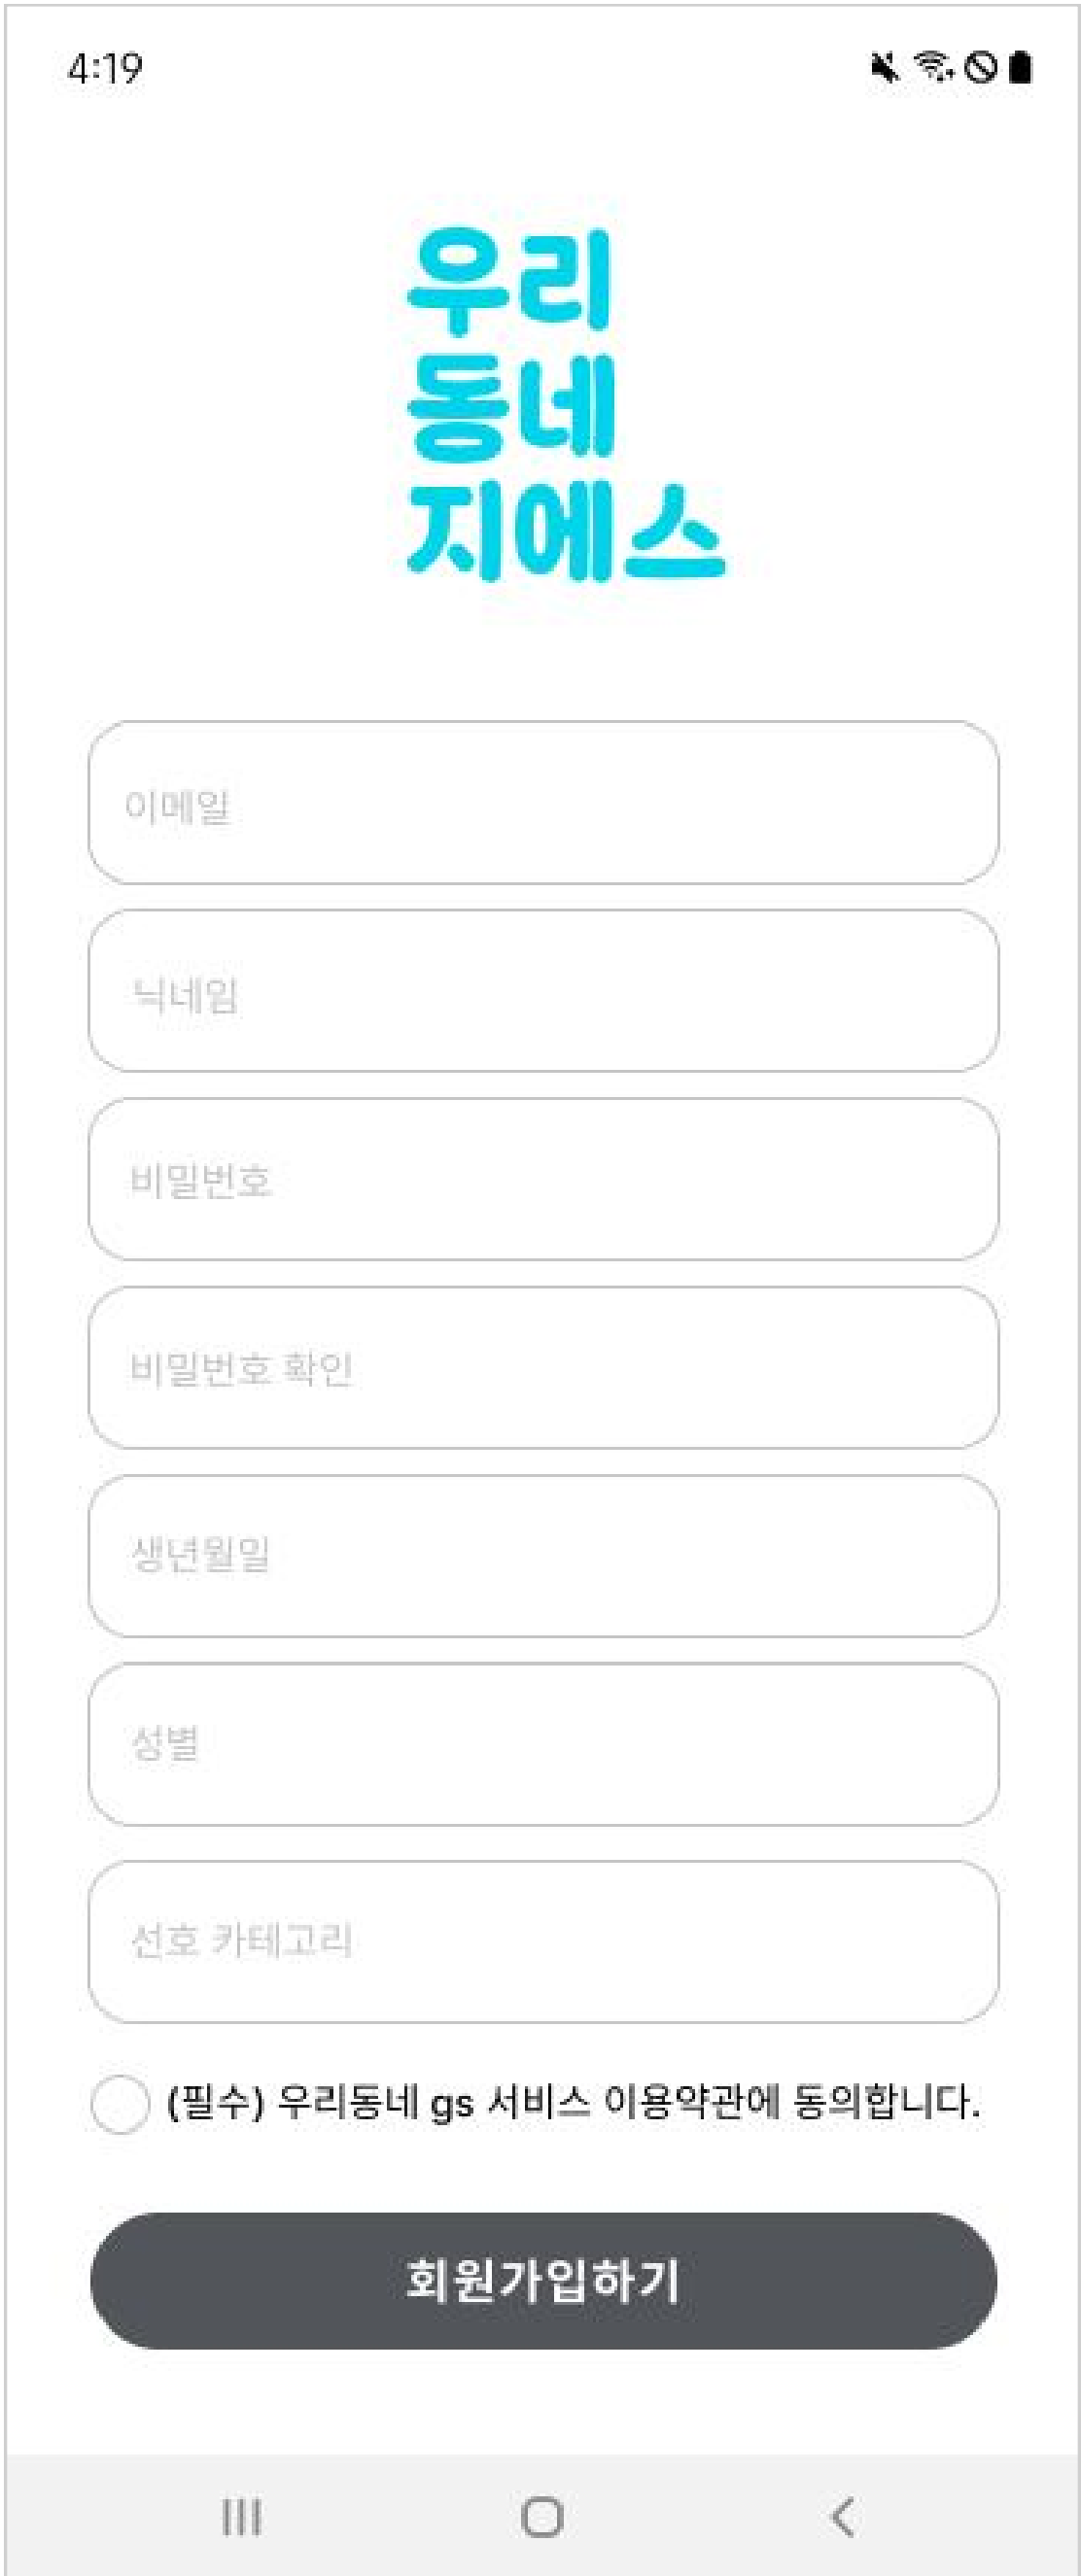 4:19
우리
동네
지에스
이메일
닉네임
비밀번호
비밀번호 확인
생년월일
성별
선호 카테고리
(필수) 우리동네 gs 서비스 이용약관에 동의합니다.
회원가입하기